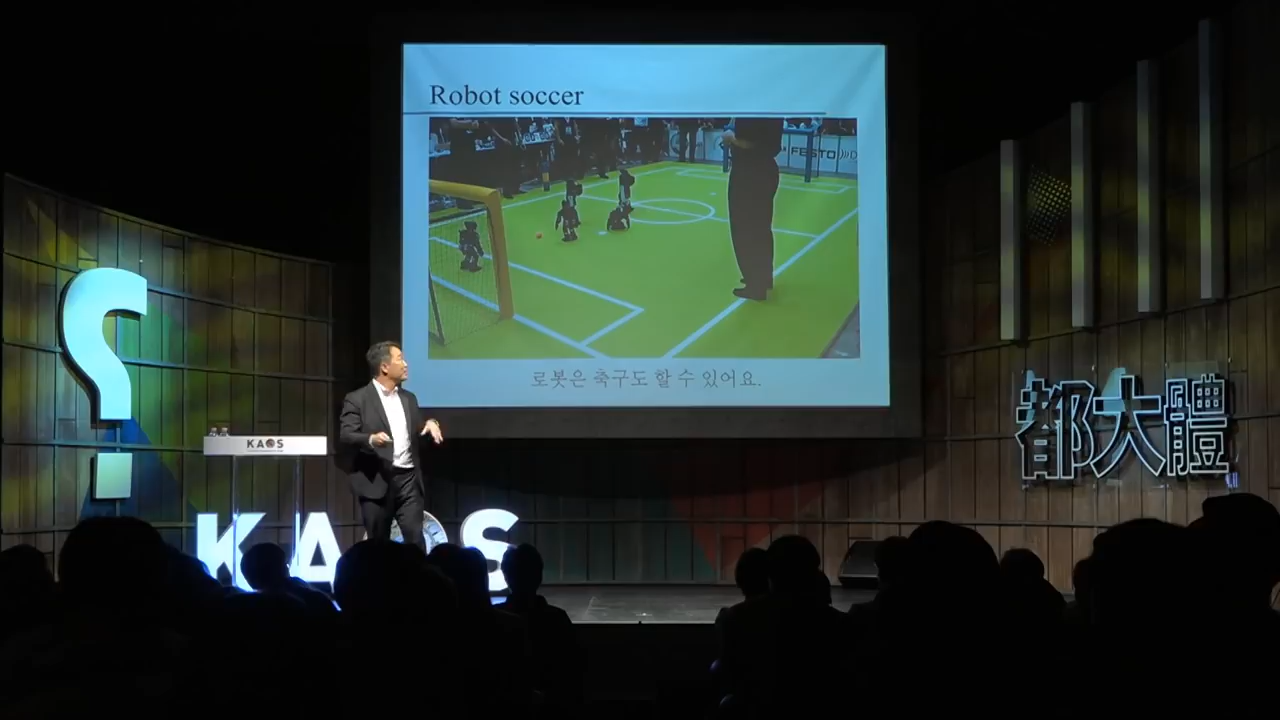 Robot soccer
FESTO
로봇은 축구도 할 수 있어요.
?
KAOS
KAOS
都大體